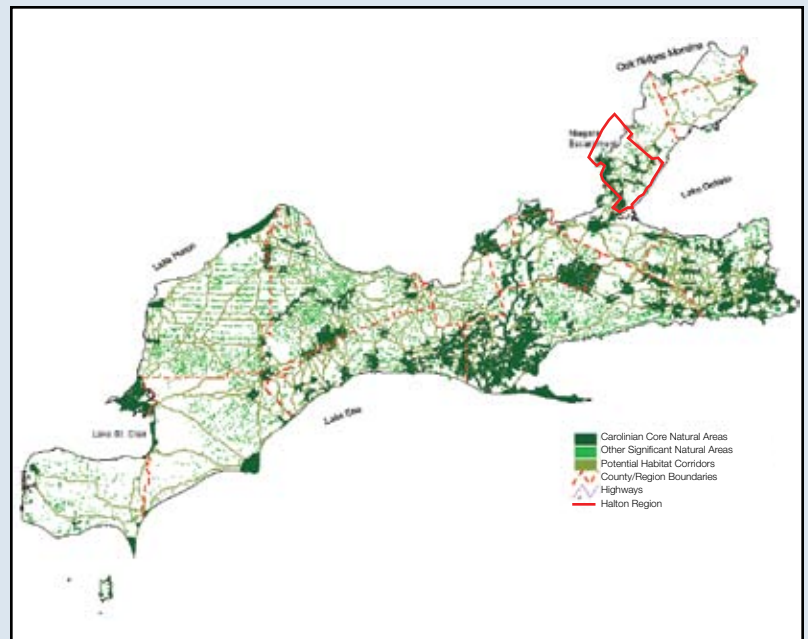 Oak Ridges Moraine
Niagara
Escarpment
Lake Ontario
Lake Huron
Lake Erie
Lake St. Clair
Carolinian Core Natural Areas
Other Significant Natural Areas
Potential Habitat Corridors
County/Region Boundaries
Highways
Halton Region